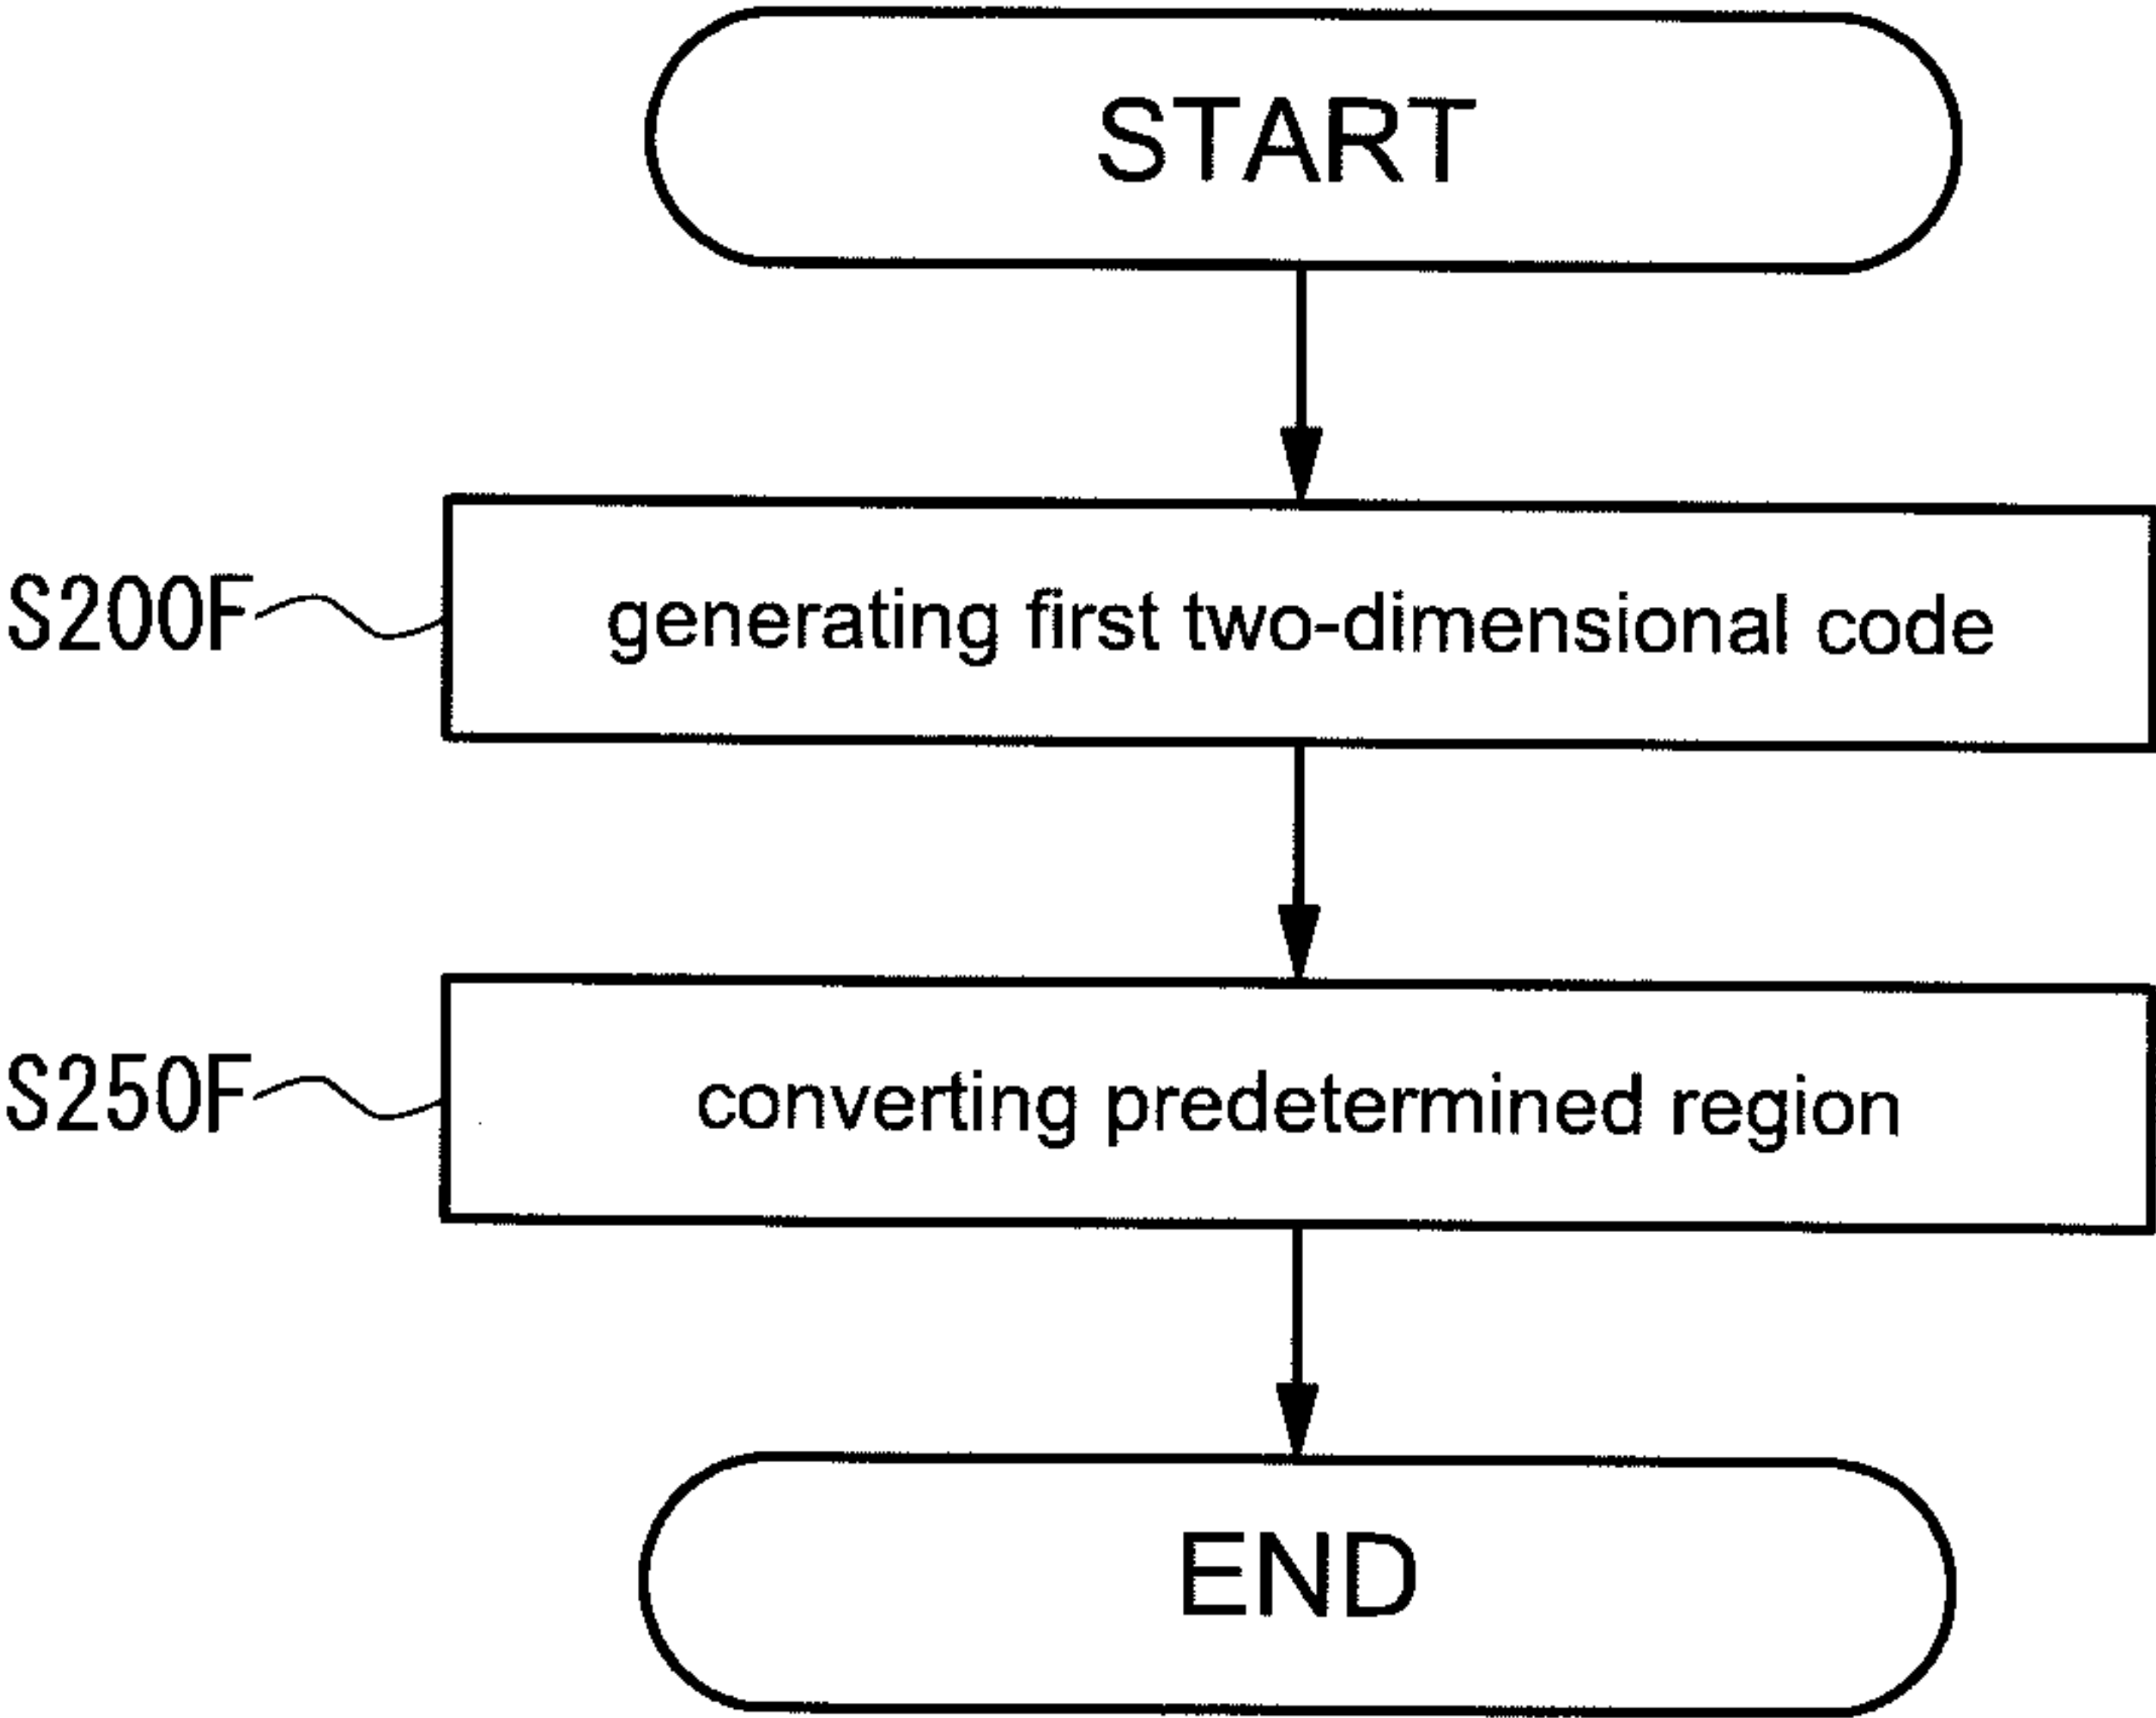 START
S200F
generating first two-dimensional code
S250F
converting predetermined region
END